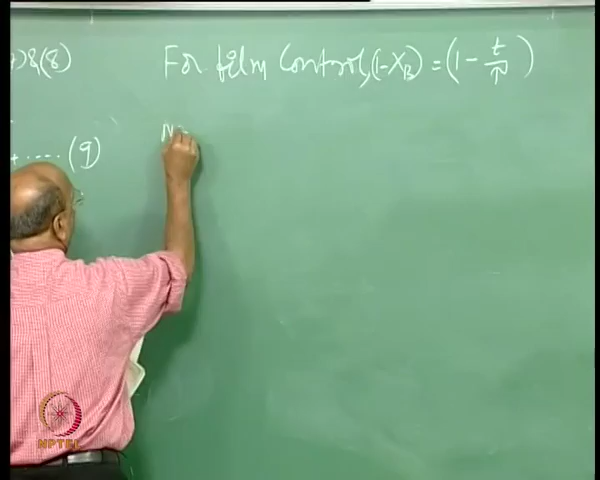 )&(8)
For film Control, (1-X_B) = (1 - t/τ)
+ ---- (9)
NPTEL